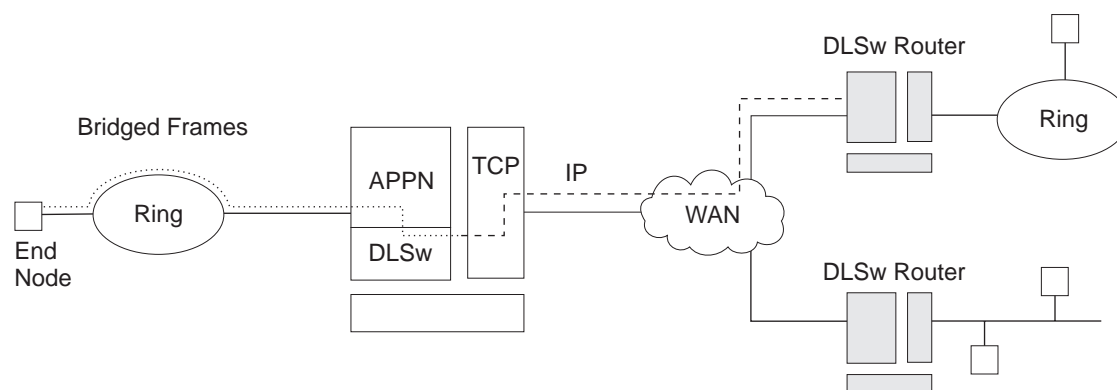 DLSw Router
Bridged Frames
Ring
APPN
TCP
IP
Ring
WAN
End
Node
DLSw
DLSw Router